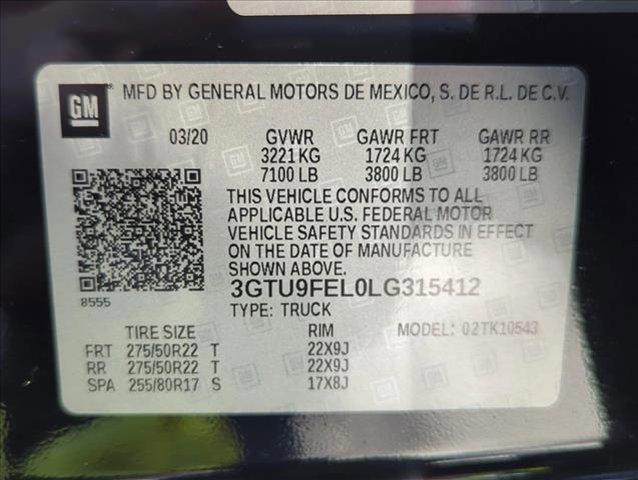 GM ® MFD BY GENERAL MOTORS DE MEXICO, S. DE R.L. DE C.V.
03/20 GVWR GAWR FRT GAWR RR
3221 KG 1724 KG 1724 KG
7100 LB 3800 LB 3800 LB
THIS VEHICLE CONFORMS TO ALL
APPLICABLE U.S. FEDERAL MOTOR
VEHICLE SAFETY STANDARDS IN EFFECT
ON THE DATE OF MANUFACTURE
SHOWN ABOVE.
3GTU9FEL0LG315412
8555
TYPE: TRUCK
TIRE SIZE RIM MODEL: 02TK10543
FRT 275/50R22 T 22X9J
RR 275/50R22 T 22X9J
SPA 255/80R17 S 17X8J